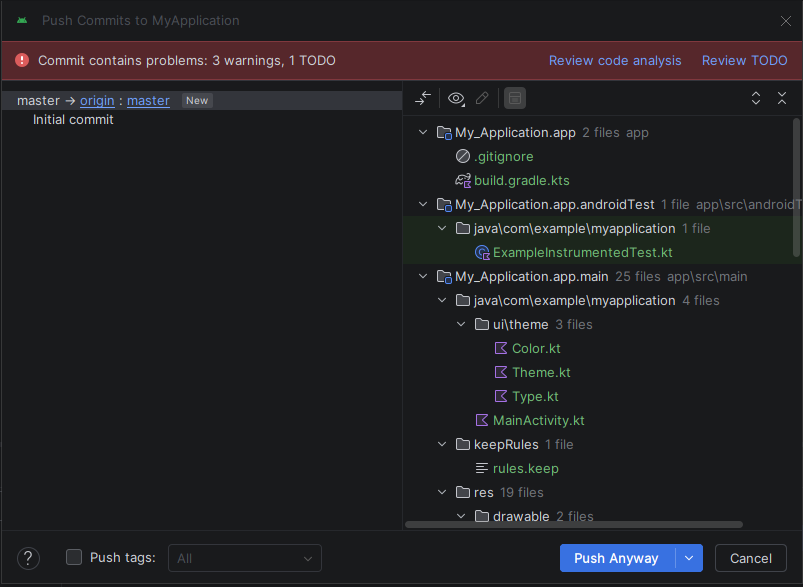 Push Commits to MyApplication
Commit contains problems: 3 warnings, 1 TODO
Review code analysis
Review TODO
master → origin : master New
Initial commit
My_Application.app 2 files app
.gitignore
build.gradle.kts
My_Application.app.androidTest 1 file app\src\androidT
java\com\example\myapplication 1 file
ExampleInstrumentedTest.kt
My_Application.app.main 25 files app\src\main
java\com\example\myapplication 4 files
ui\theme 3 files
Color.kt
Theme.kt
Type.kt
MainActivity.kt
keepRules 1 file
rules.keep
res 19 files
drawable 2 files
?
Push tags:
All
Push Anyway
Cancel